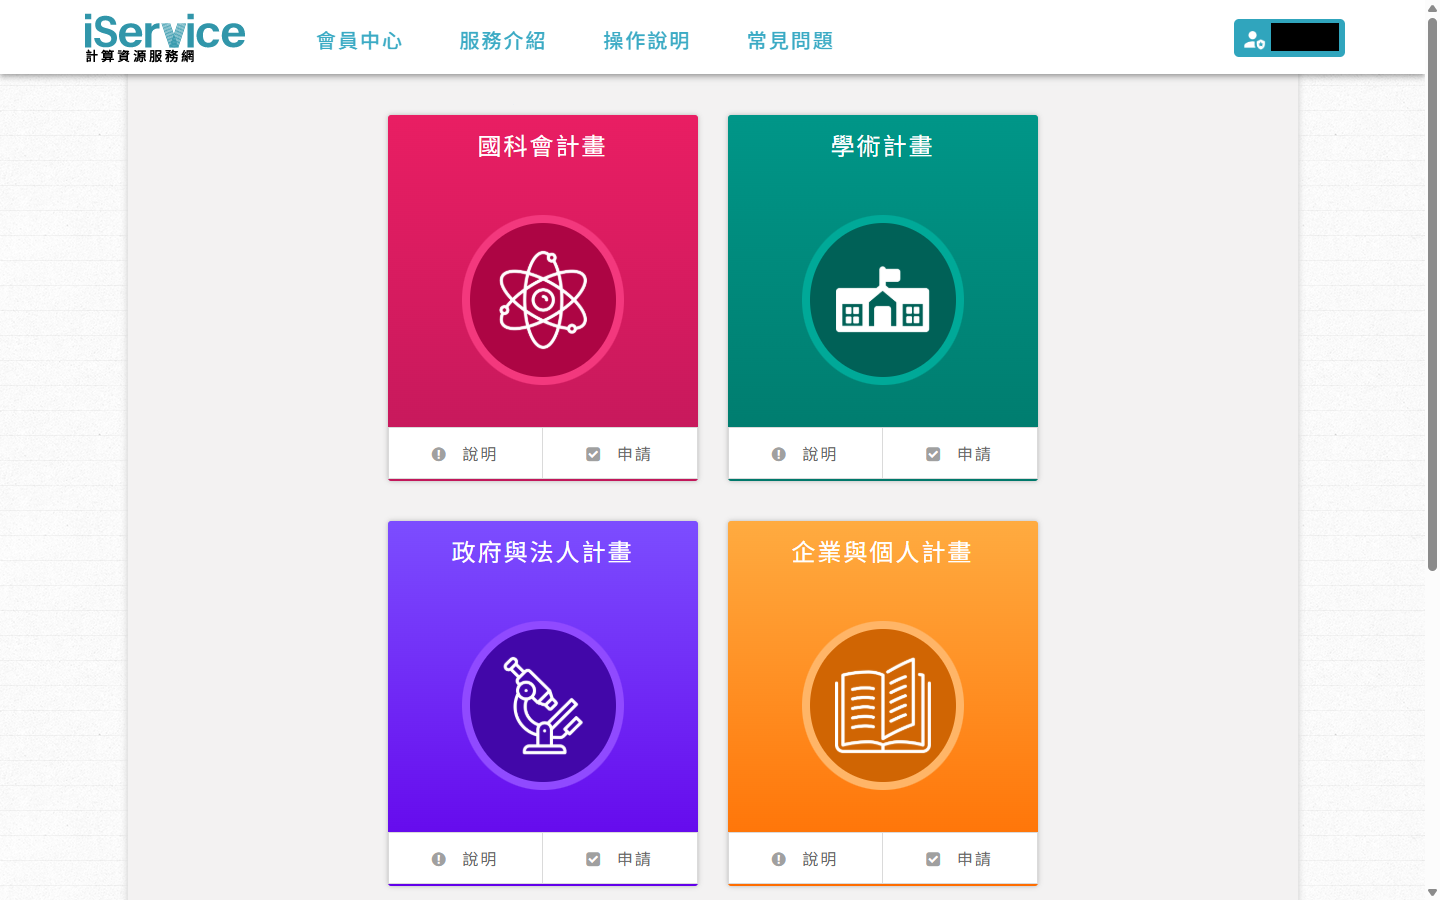 iService
計算資源服務網
會員中心 服務介紹 操作說明 常見問題
國科會計畫
學術計畫
說明 申請
說明 申請
政府與法人計畫
企業與個人計畫
說明 申請
說明 申請